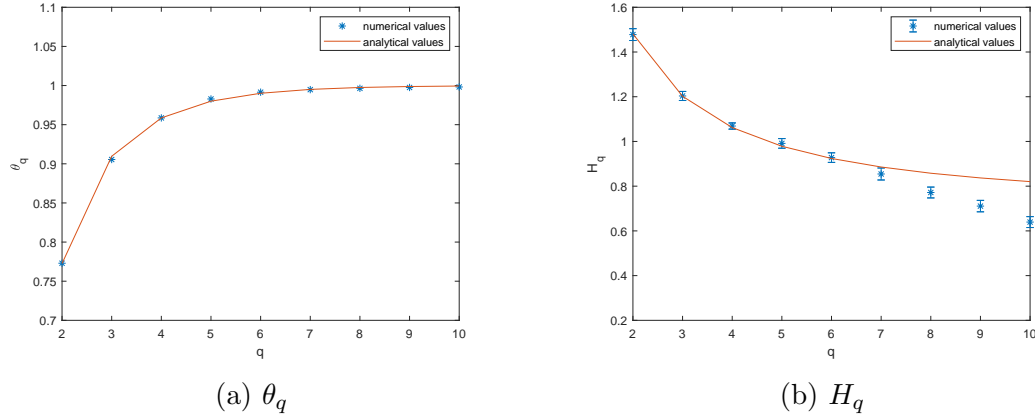 1.1
1.05
1
0.95
0.9
0.85
0.8
0.75
0.7
θq
2 3 4 5 6 7 8 9 10
q
numerical values
analytical values
(a) θq
1.6
1.4
1.2
1
0.8
0.6
0.4
0.2
Hq
2 3 4 5 6 7 8 9 10
q
numerical values
analytical values
(b) Hq